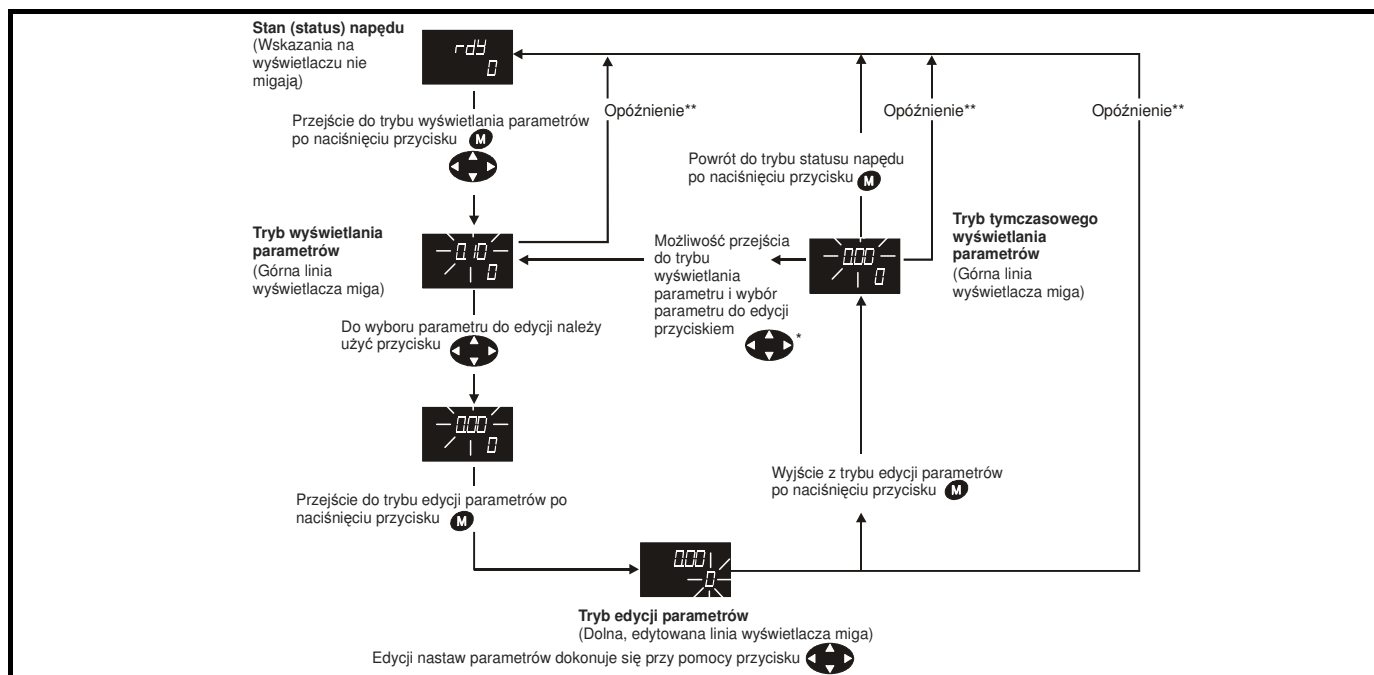 Stan (status) napędu
(Wskazania na
wyświetlaczu nie
migają)
rdY
0
Przejście do trybu wyświetlania parametrów
po naciśnięciu przycisku M
Opóźnienie**
Opóźnienie**
Opóźnienie**
Powrót do trybu statusu napędu
po naciśnięciu przycisku M
Tryb wyświetlania
parametrów
(Górna linia
wyświetlacza miga)
0.10
0
Możliwość przejścia
do trybu
wyświetlania
parametru i wybór
parametru do edycji
przyciskiem *
0.00
0
Tryb tymczasowego
wyświetlania
parametrów
(Górna linia
wyświetlacza miga)
Do wyboru parametru do edycji należy
użyć przycisku
0.00
0
Przejście do trybu edycji parametrów po
naciśnięciu przycisku M
Wyjście z trybu edycji parametrów
po naciśnięciu przycisku M
0.00
0
Tryb edycji parametrów
(Dolna, edytowana linia wyświetlacza miga)
Edycji nastaw parametrów dokonuje się przy pomocy przycisku